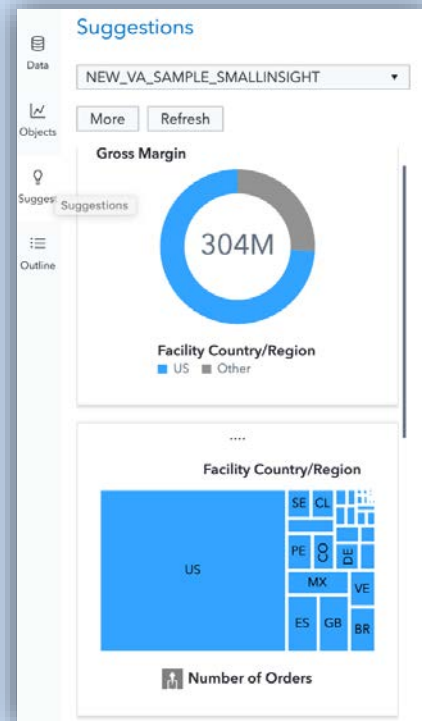 Suggestions
Data
NEW_VA_SAMPLE_SMALLINSIGHT
Objects
More Refresh
Gross Margin
Sugges
Suggestions
304M
Outline
Facility Country/Region
US Other
....
Facility Country/Region
SE CL
US
PE CO DE
MX VE
ES GB BR
Number of Orders